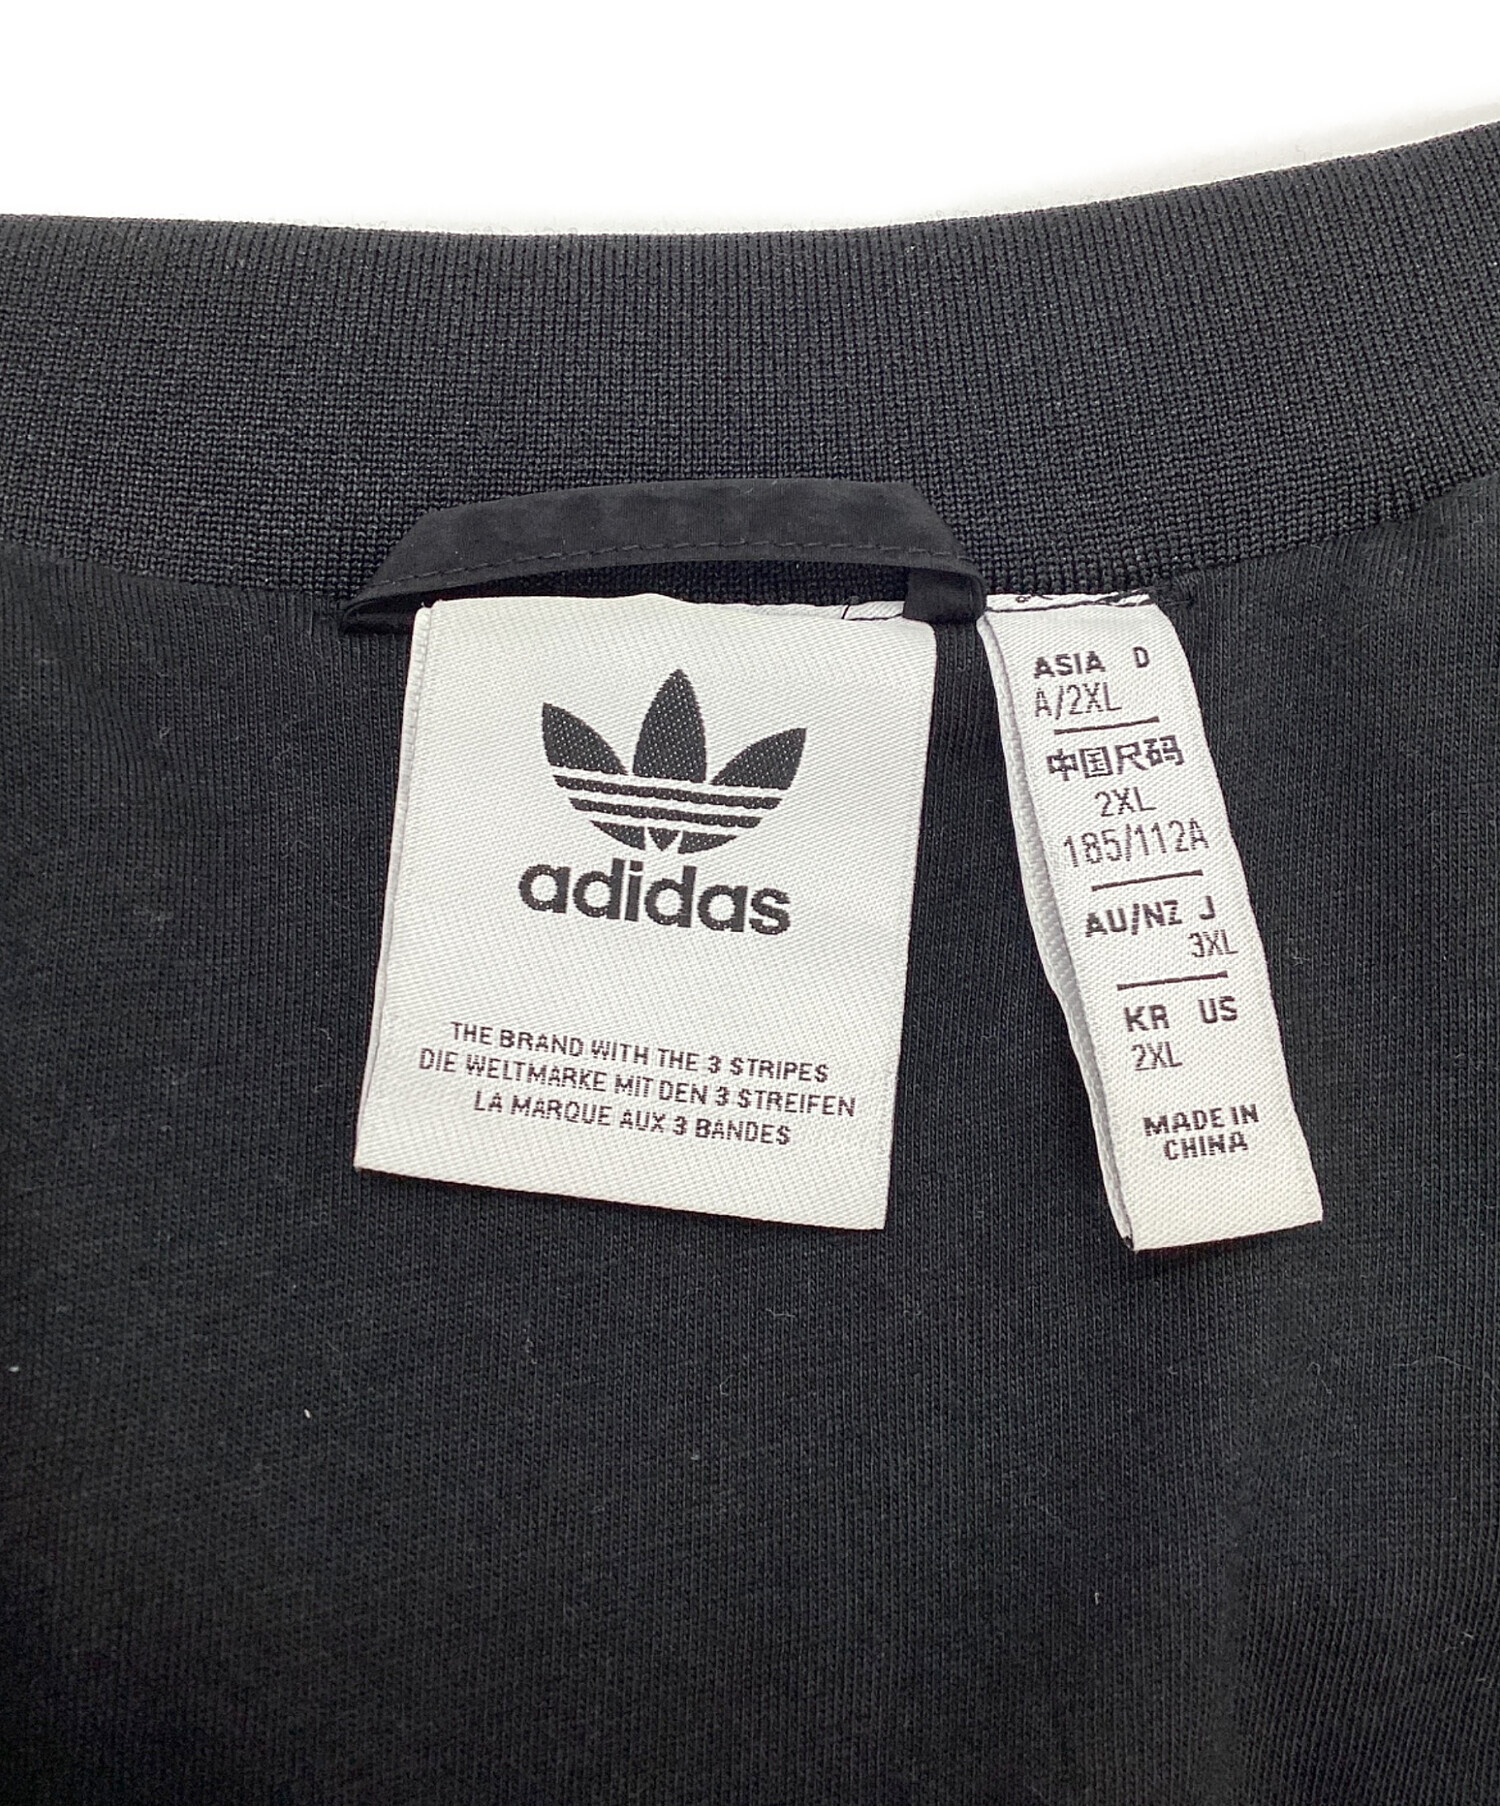 adidas
THE BRAND WITH THE 3 STRIPES
DIE WELTMARKE MIT DEN 3 STREIFEN
LA MARQUE AUX 3 BANDES
ASIA D
A/2XL
中国尺码
2XL
185/112A
AU/NZ J
3XL
KR US
2XL
MADE IN
CHINA